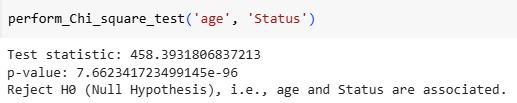 perform_Chi_square_test('age', 'Status')
Test statistic: 458.3931806837213
p-value: 7.662341723499145e-96
Reject H0 (Null Hypothesis), i.e., age and Status are associated.